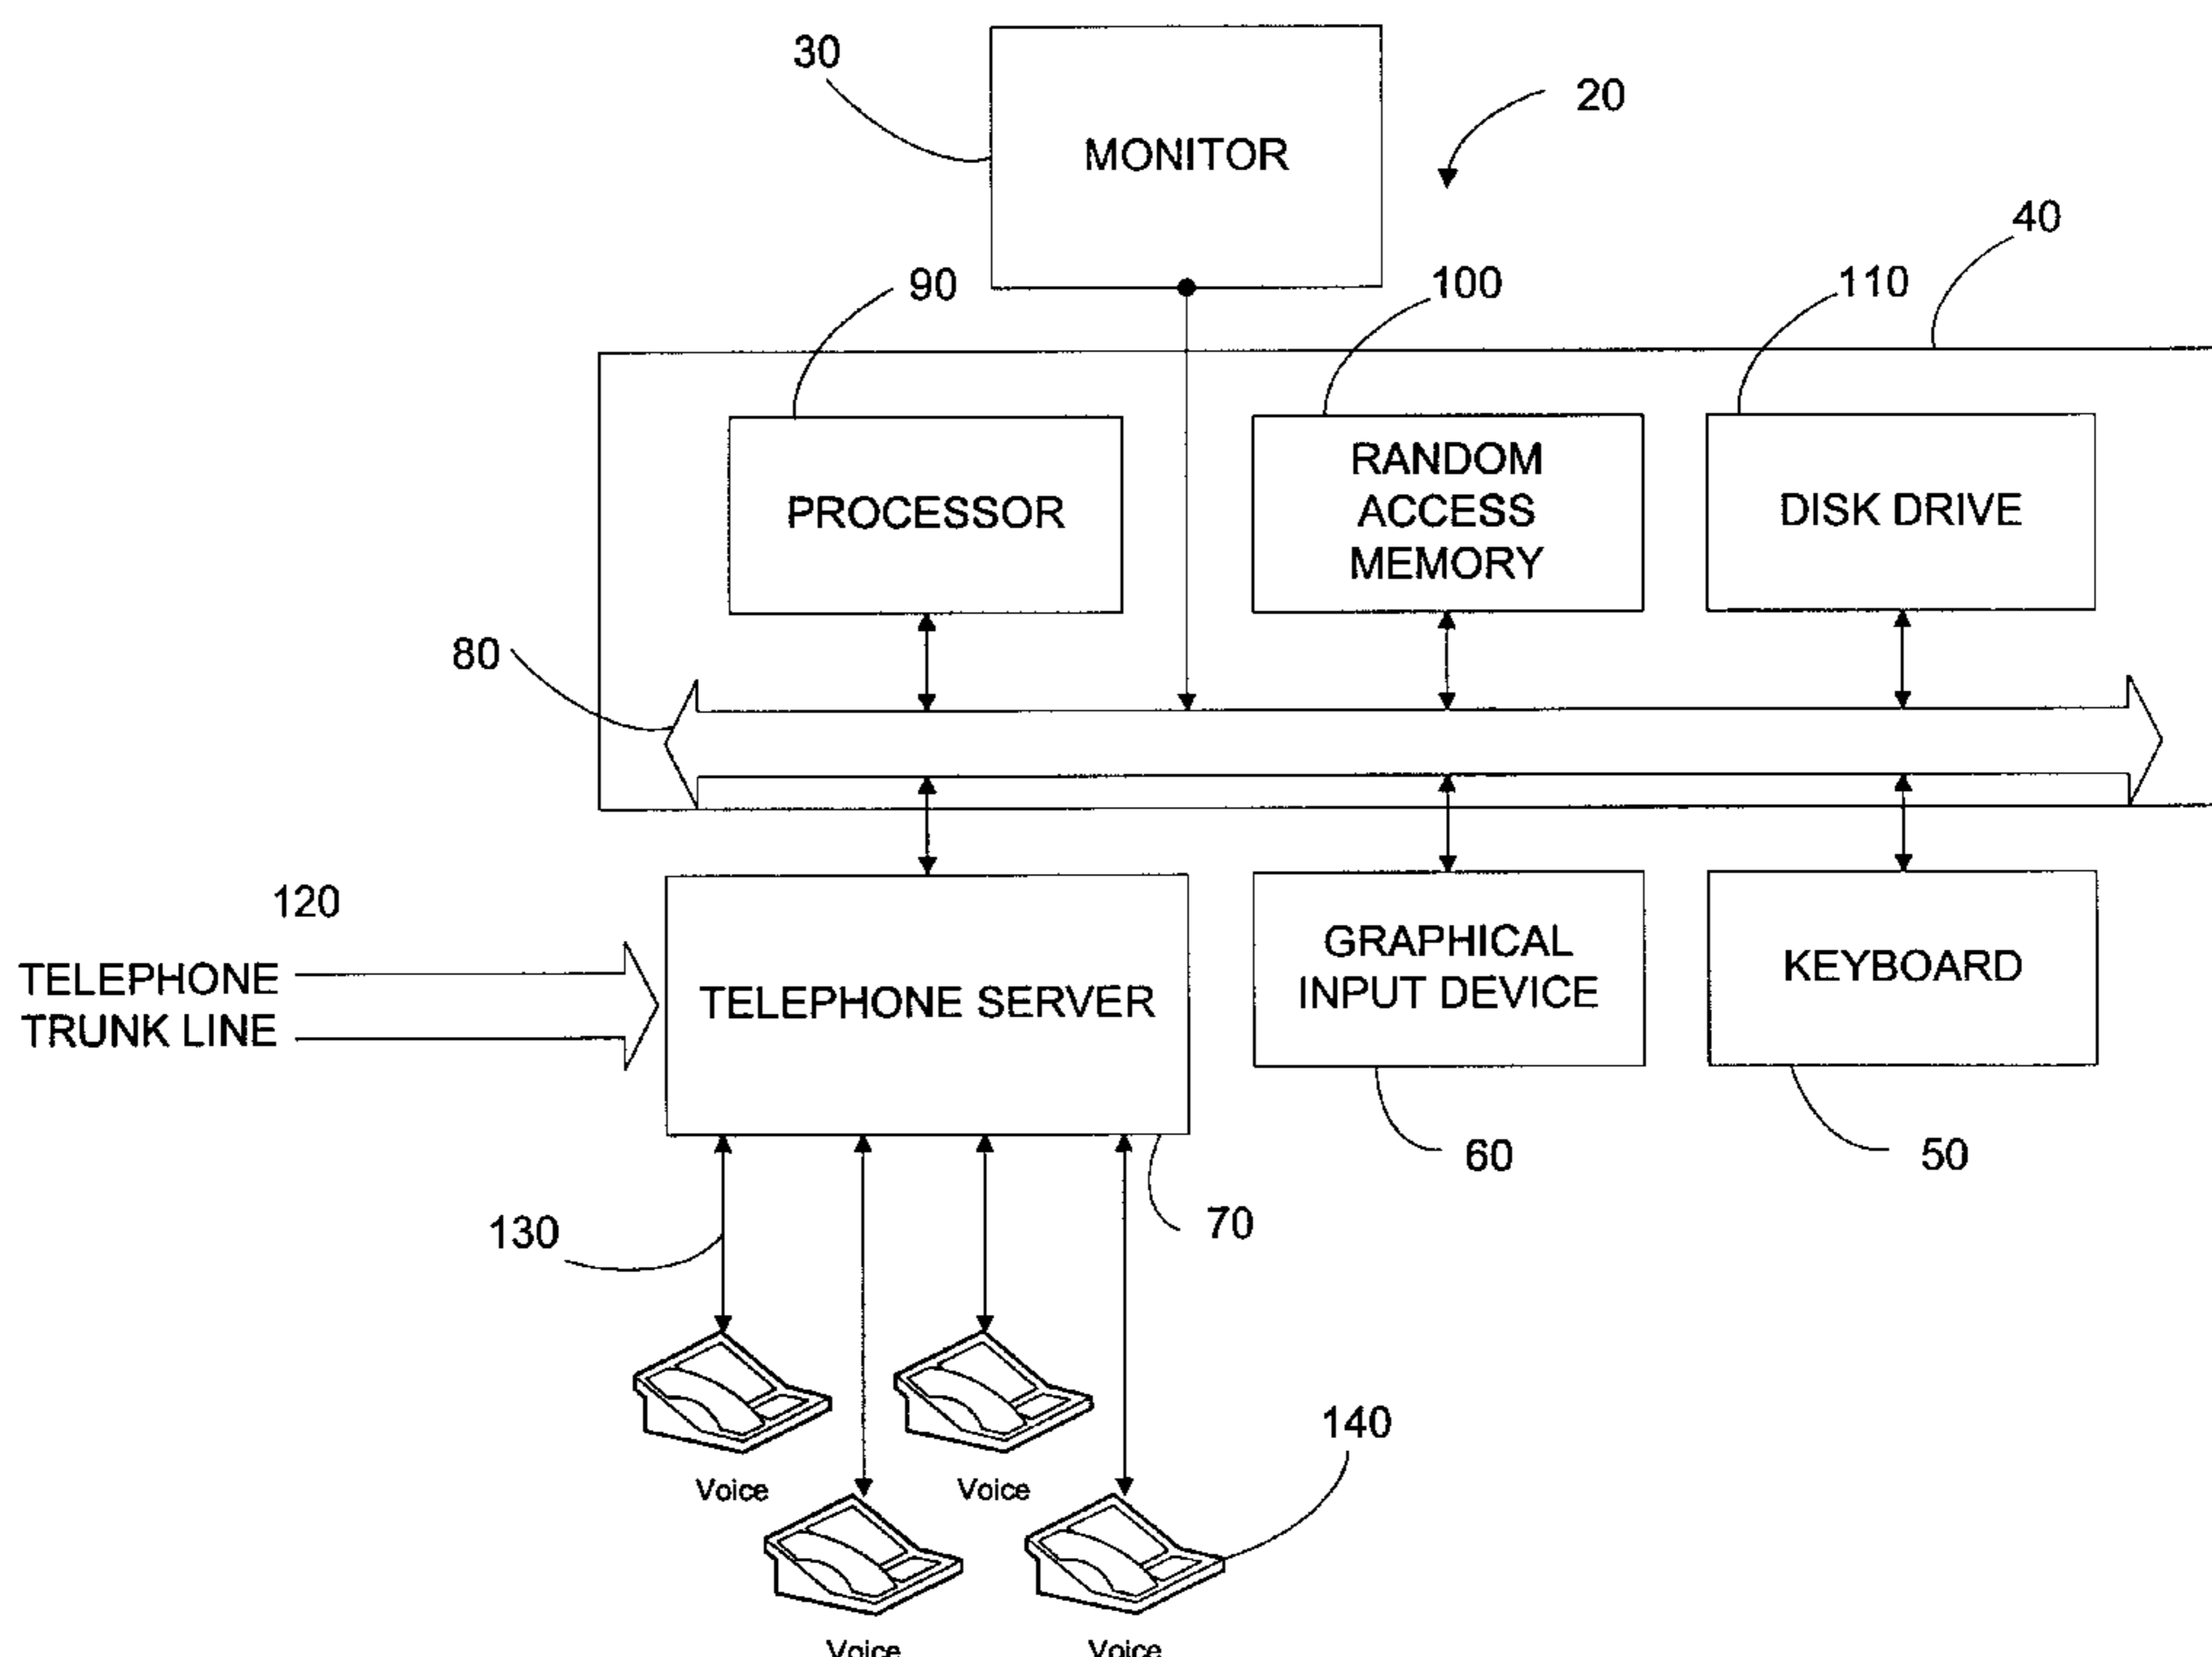 30
MONITOR
20
40
90
100
110
PROCESSOR
RANDOM
ACCESS
MEMORY
DISK DRIVE
80
120
TELEPHONE
TRUNK LINE
TELEPHONE SERVER
GRAPHICAL
INPUT DEVICE
KEYBOARD
60
50
70
130
140
Voice
Voice
Voice
Voice